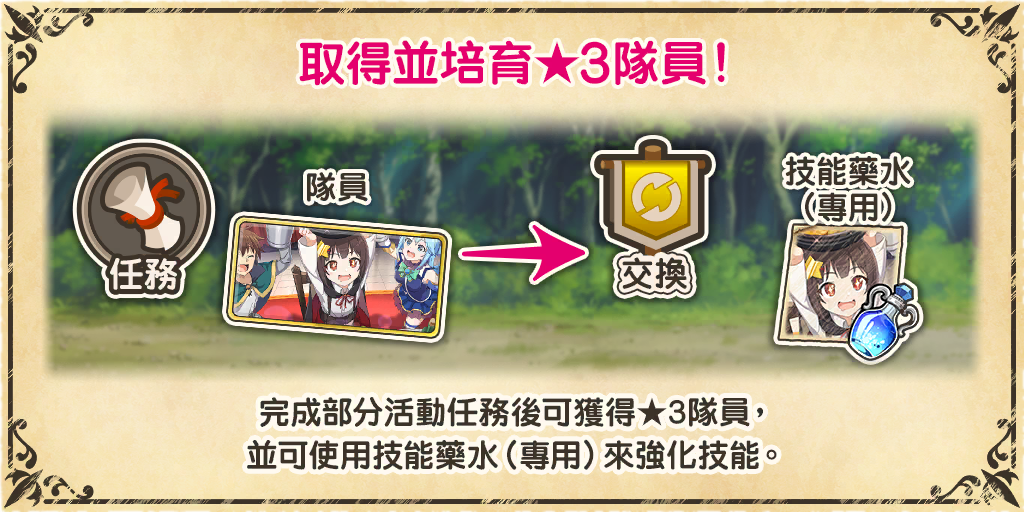 取得並培育★3隊員！
任務
隊員
交換
技能藥水
（專用）
完成部分活動任務後可獲得★3隊員，
並可使用技能藥水（專用）來強化技能。